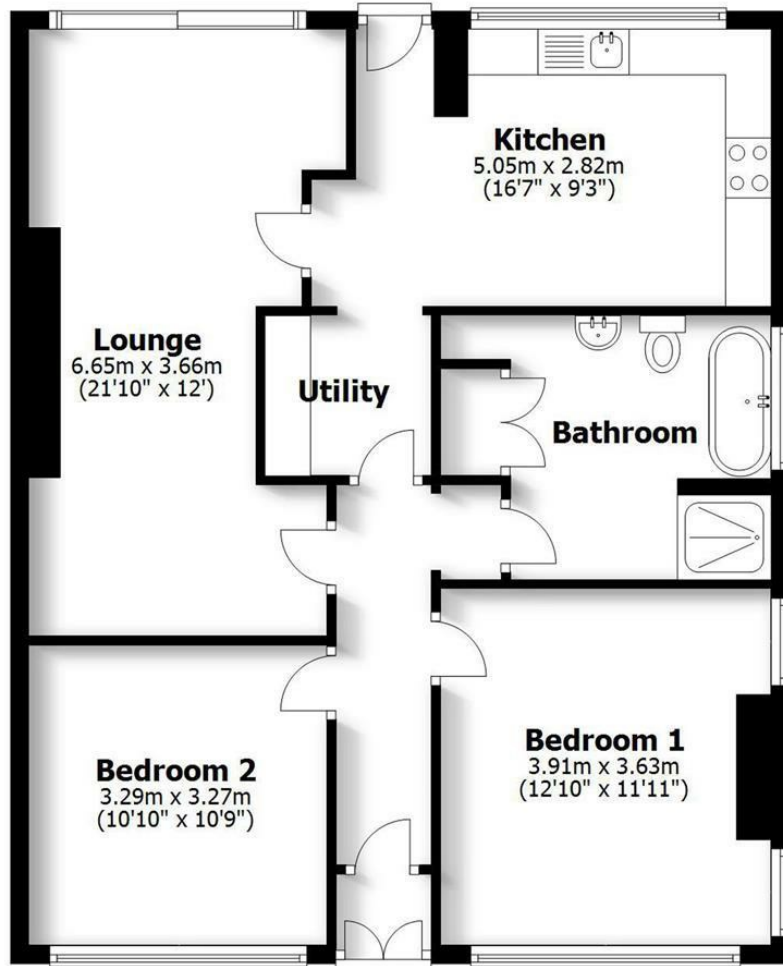 Kitchen
5.05m x 2.82m
(16'7" x 9'3")
Lounge
6.65m x 3.66m
(21'10" x 12')
Utility
Bathroom
Bedroom 2
3.29m x 3.27m
(10'10" x 10'9")
Bedroom 1
3.91m x 3.63m
(12'10" x 11'11")